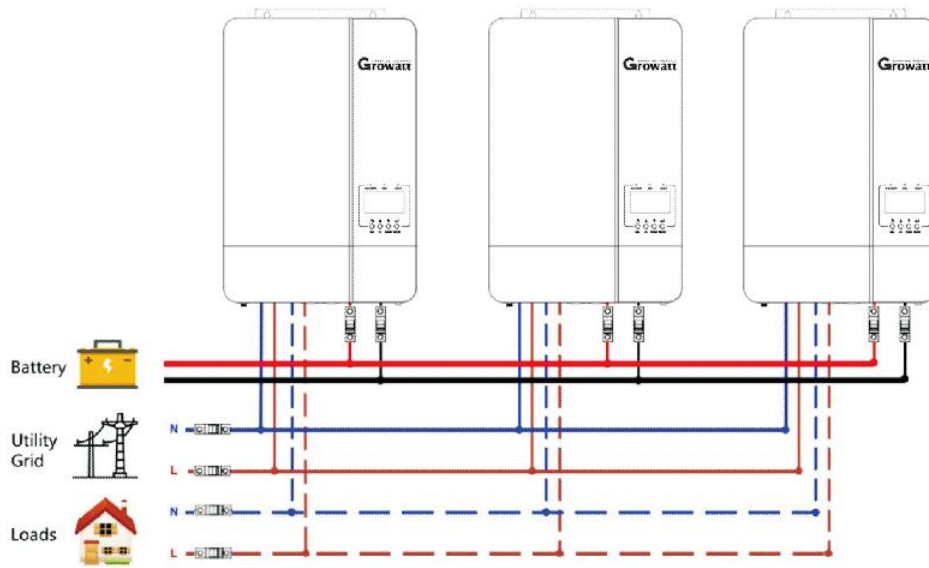 Growatt
Growatt
Growatt
Battery
+
−
Utility
Grid
N
L
Loads
N
L